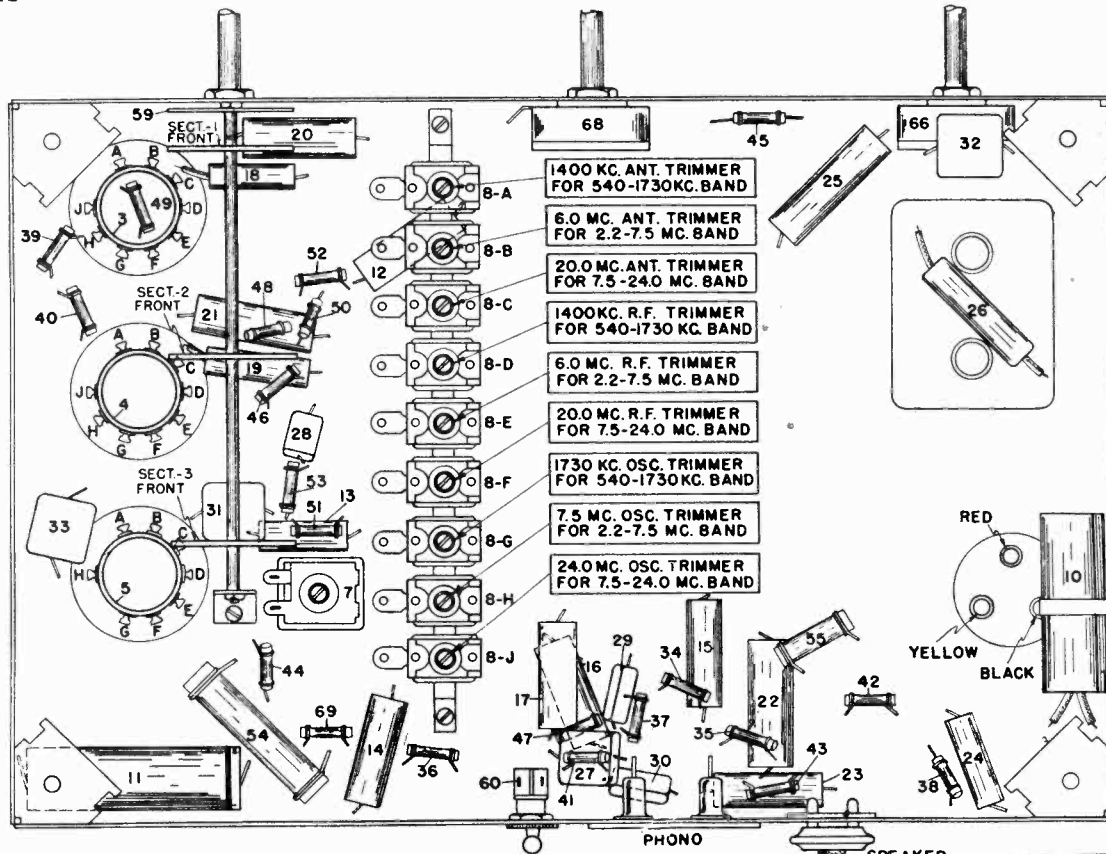 59
SECT.-1
FRONT
20
68
45
66
32
A B
C
J D
H E
G F
49
3
18
8-A
1400 KC. ANT. TRIMMER
FOR 540-1730KC. BAND
25
39
52
12
8-B
6.0 MC. ANT. TRIMMER
FOR 2.2-7.5 MC. BAND
40
SECT.-2
FRONT
21
48
50
8-C
20.0 MC. ANT. TRIMMER
FOR 7.5-24.0 MC. BAND
26
A B
C
J D
H E
G F
4
19
46
8-D
1400KC. R.F. TRIMMER
FOR 540-1730 KC. BAND
28
8-E
6.0 MC. R.F. TRIMMER
FOR 2.2-7.5 MC. BAND
SECT.-3
FRONT
53
8-F
20.0 MC. R.F. TRIMMER
FOR 7.5-24.0 MC. BAND
33
31
51
13
8-G
1730 KC. OSC. TRIMMER
FOR 540-1730KC. BAND
RED
A B
C
H D
E
G F
5
7
8-H
7.5 MC. OSC. TRIMMER
FOR 2.2-7.5 MC. BAND
10
8-J
24.0 MC. OSC. TRIMMER
FOR 7.5-24.0 MC. BAND
YELLOW
BLACK
44
29
34
15
55
16
17
37
22
42
54
69
14
36
47
35
11
60
41
27
30
43
23
38
24
PHONO
SPEAKER